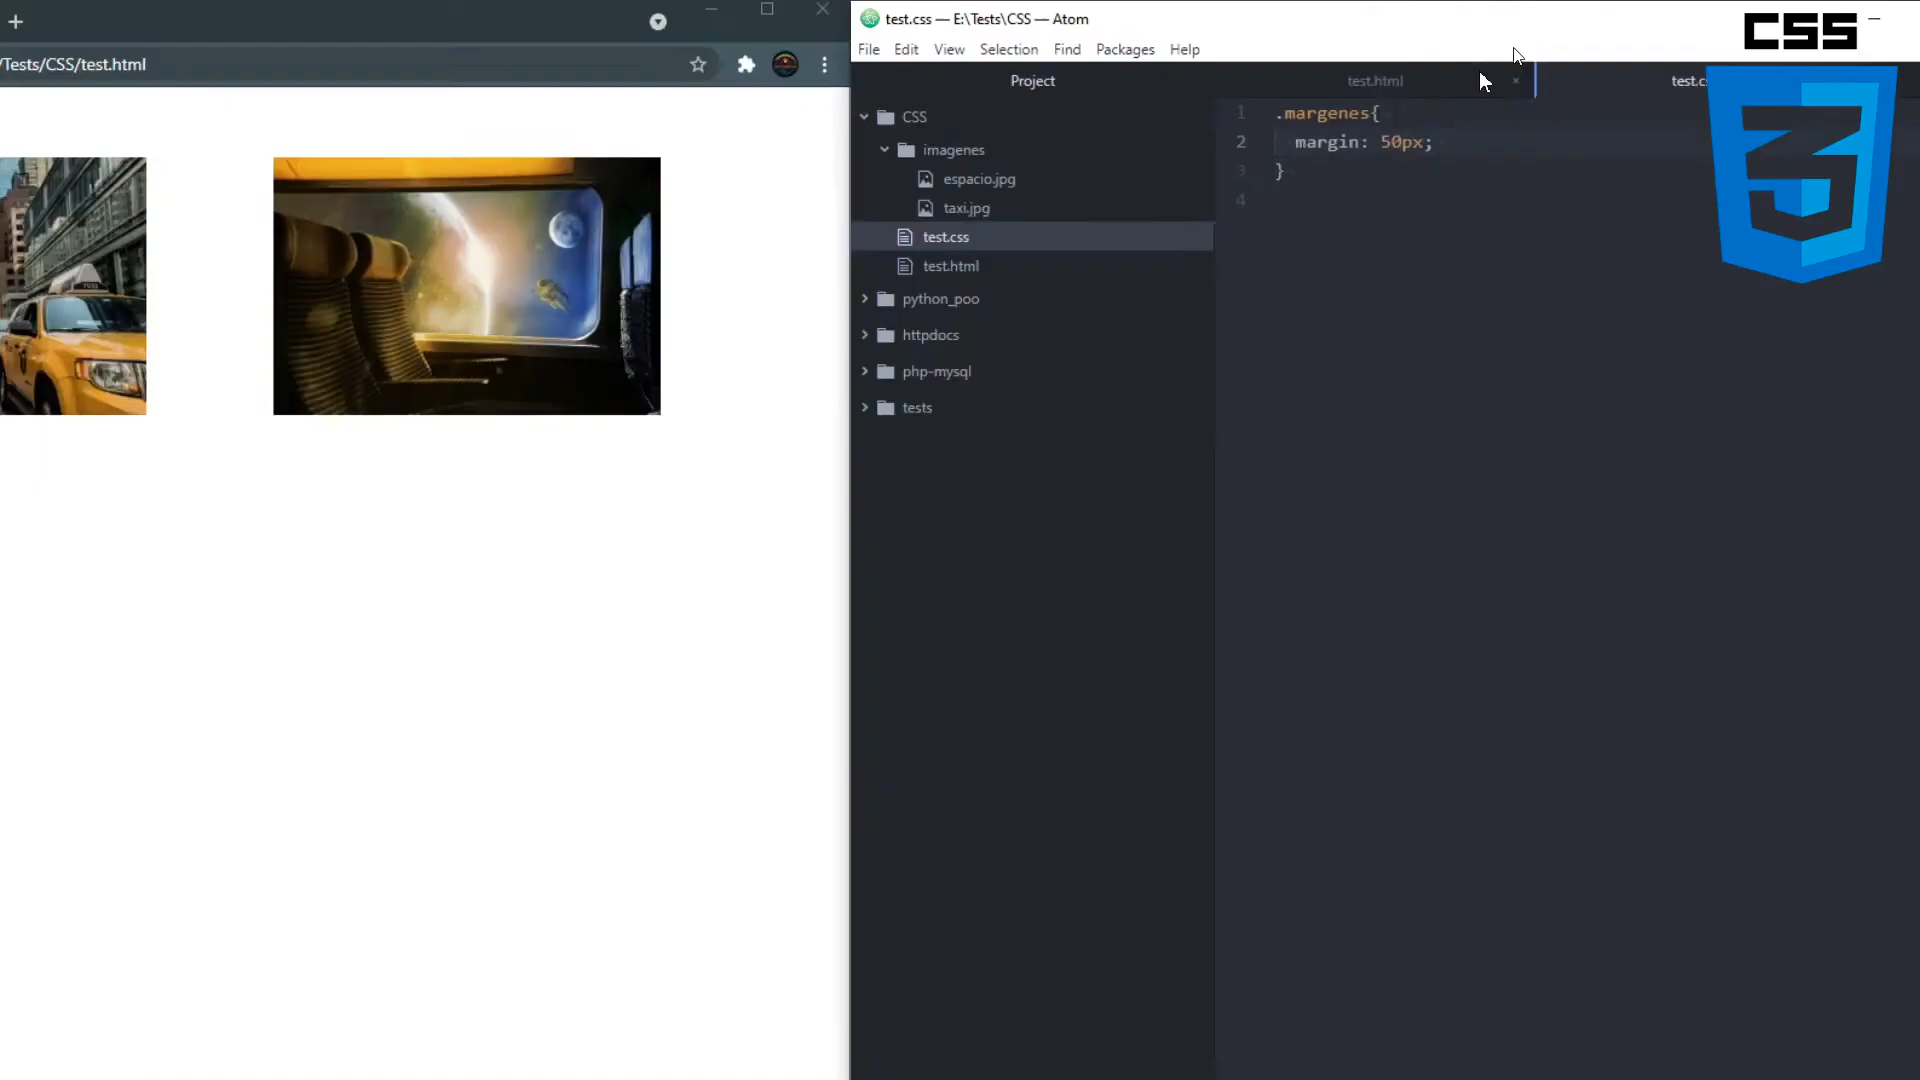 /Tests/CSS/test.html
test.css — E:\Tests\CSS — Atom
File Edit View Selection Find Packages Help
CSS
Project
test.html
test.cs
CSS
imagenes
espacio.jpg
taxi.jpg
test.css
test.html
python_poo
httpdocs
php-mysql
tests
1 .margenes{
2 margin: 50px;
3 }
4